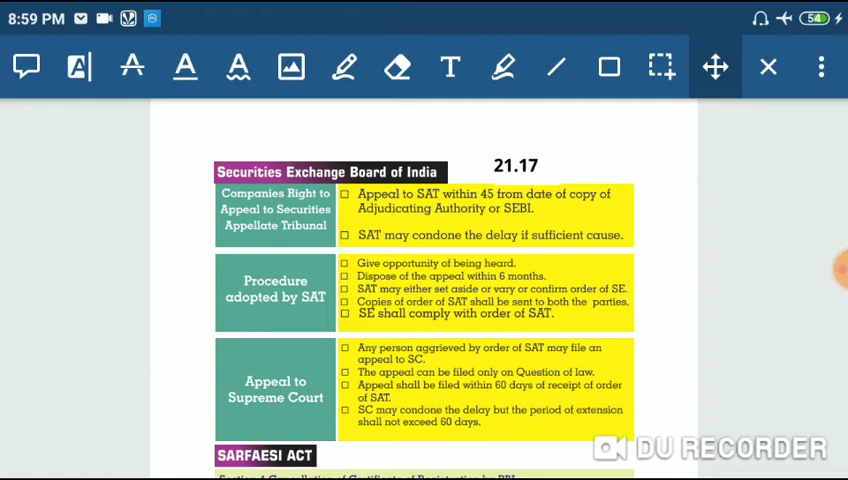 8:59 PM
54
A
A
A
A
T
Securities Exchange Board of India
21.17
Companies Right to
Appeal to Securities
Appellate Tribunal
☐ Appeal to SAT within 45 from date of copy of
Adjudicating Authority or SEBI.
☐ SAT may condone the delay if sufficient cause.
Procedure
adopted by SAT
☐ Give opportunity of being heard.
☐ Dispose of the appeal within 6 months.
☐ SAT may either set aside or vary or confirm order of SE.
☐ Copies of order of SAT shall be sent to both the parties.
☐ SE shall comply with order of SAT.
Appeal to
Supreme Court
☐ Any person aggrieved by order of SAT may file an
appeal to SC.
☐ The appeal can be filed only on Question of law.
☐ Appeal shall be filed within 60 days of receipt of order
of SAT.
☐ SC may condone the delay but the period of extension
shall not exceed 60 days.
SARFAESI ACT
DU RECORDER